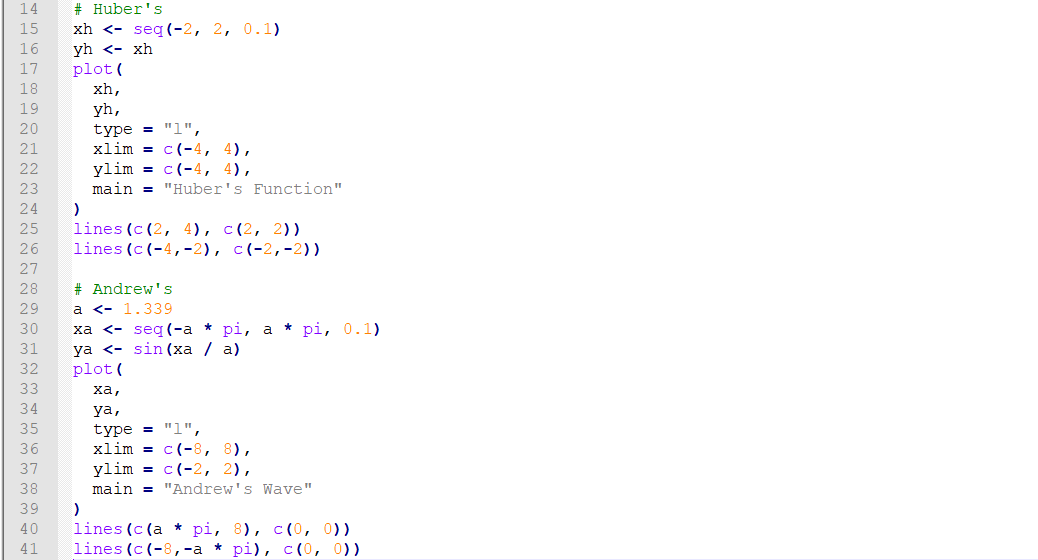 14 # Huber's
15 xh <- seq(-2, 2, 0.1)
16 yh <- xh
17 plot(
18   xh,
19   yh,
20   type = "l",
21   xlim = c(-4, 4),
22   ylim = c(-4, 4),
23   main = "Huber's Function"
24 )
25 lines(c(2, 4), c(2, 2))
26 lines(c(-4,-2), c(-2,-2))
27
28 # Andrew's
29 a <- 1.339
30 xa <- seq(-a * pi, a * pi, 0.1)
31 ya <- sin(xa / a)
32 plot(
33   xa,
34   ya,
35   type = "l",
36   xlim = c(-8, 8),
37   ylim = c(-2, 2),
38   main = "Andrew's Wave"
39 )
40 lines(c(a * pi, 8), c(0, 0))
41 lines(c(-8,-a * pi), c(0, 0))